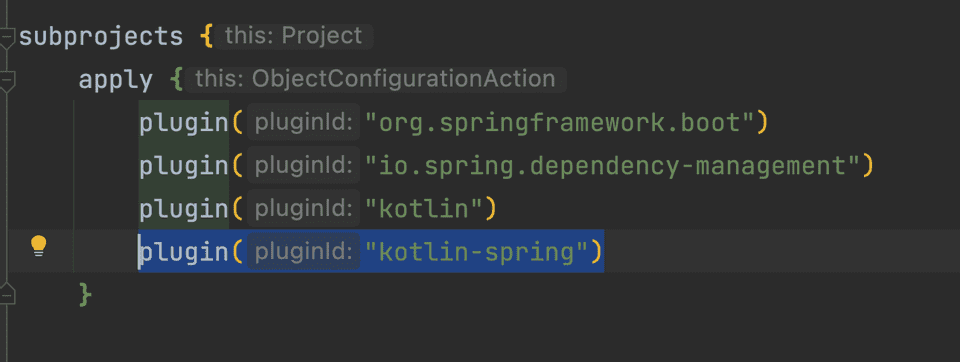 subprojects { this: Project
apply { this: ObjectConfigurationAction
plugin( pluginId: "org.springframework.boot")
plugin( pluginId: "io.spring.dependency-management")
plugin( pluginId: "kotlin")
plugin( pluginId: "kotlin-spring")
}